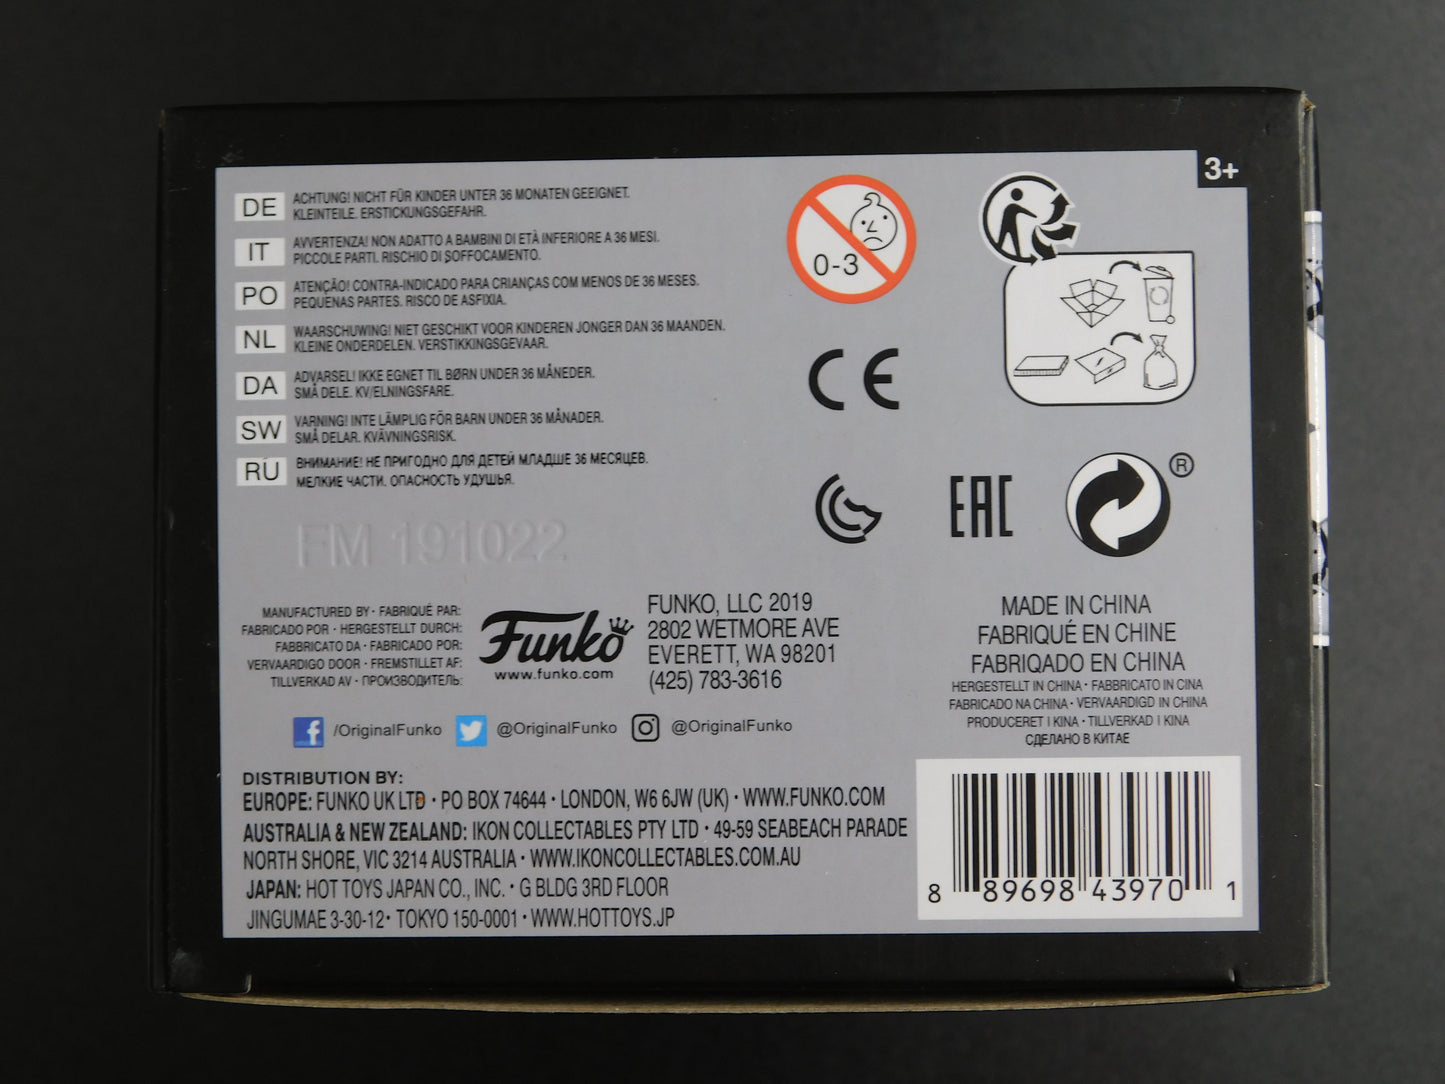 3+
DE
ACHTUNG! NICHT FÜR KINDER UNTER 36 MONATEN GEEIGNET.
KLEINTEILE. ERSTICKUNGSGEFAHR.
IT
AVVERTENZA! NON ADATTO A BAMBINI DI ETÀ INFERIORE A 36 MESI.
PICCOLE PARTI. RISCHIO DI SOFFOCAMENTO.
PO
ATENÇÃO! CONTRA-INDICADO PARA CRIANÇAS COM MENOS DE 36 MESES.
PEQUENAS PARTES. RISCO DE ASFIXIA.
NL
WAARSCHUWING! NIET GESCHIKT VOOR KINDEREN JONGER DAN 36 MAANDEN.
KLEINE ONDERDELEN. VERSTIKKINGSGEVAAR.
DA
ADVARSEL! IKKE EGNET TIL BØRN UNDER 36 MÅNEDER.
SMÅ DELE. KV/ELNINGSFARE.
SW
VARNING! INTE LÄMPLIG FÖR BARN UNDER 36 MÅNADER.
SMÅ DELAR. KVÄVNINGSRISK.
RU
ВНИМАНИЕ! НЕ ПРИГОДНО ДЛЯ ДЕТЕЙ МЛАДШЕ 36 МЕСЯЦЕВ.
МЕЛКИЕ ЧАСТИ. ОПАСНОСТЬ УДУШЬЯ.
0-3
CE
EAC
®
FM 191022
MANUFACTURED BY · FABRIQUÉ PAR:
FABRICADO POR · HERGESTELLT DURCH:
FABBRICATO DA · FABRICADO POR:
VERVAARDIGO DOOR · FREMSTILLET AF:
TILLVERKAD AV · ПРОИЗВОДИТЕЛЬ:
Funko
www.funko.com
FUNKO, LLC 2019
2802 WETMORE AVE
EVERETT, WA 98201
(425) 783-3616
MADE IN CHINA
FABRIQUÉ EN CHINE
FABRIQADO EN CHINA
HERGESTELLT IN CHINA · FABBRICATO IN CINA
FABRICADO NA CHINA · VERVAARDIGD IN CHINA
PRODUCERET I KINA · TILLVERKAD I KINA
СДЕЛАНО В КИТАЕ
/OriginalFunko @OriginalFunko @OriginalFunko
DISTRIBUTION BY:
EUROPE: FUNKO UK LTD · PO BOX 74644 · LONDON, W6 6JW (UK) · WWW.FUNKO.COM
AUSTRALIA & NEW ZEALAND: IKON COLLECTABLES PTY LTD · 49-59 SEABEACH PARADE
NORTH SHORE, VIC 3214 AUSTRALIA · WWW.IKONCOLLECTABLES.COM.AU
JAPAN: HOT TOYS JAPAN CO., INC. · G BLDG 3RD FLOOR
JINGUMAE 3-30-12 · TOKYO 150-0001 · WWW.HOTTOYS.JP
8 89698 43970 1